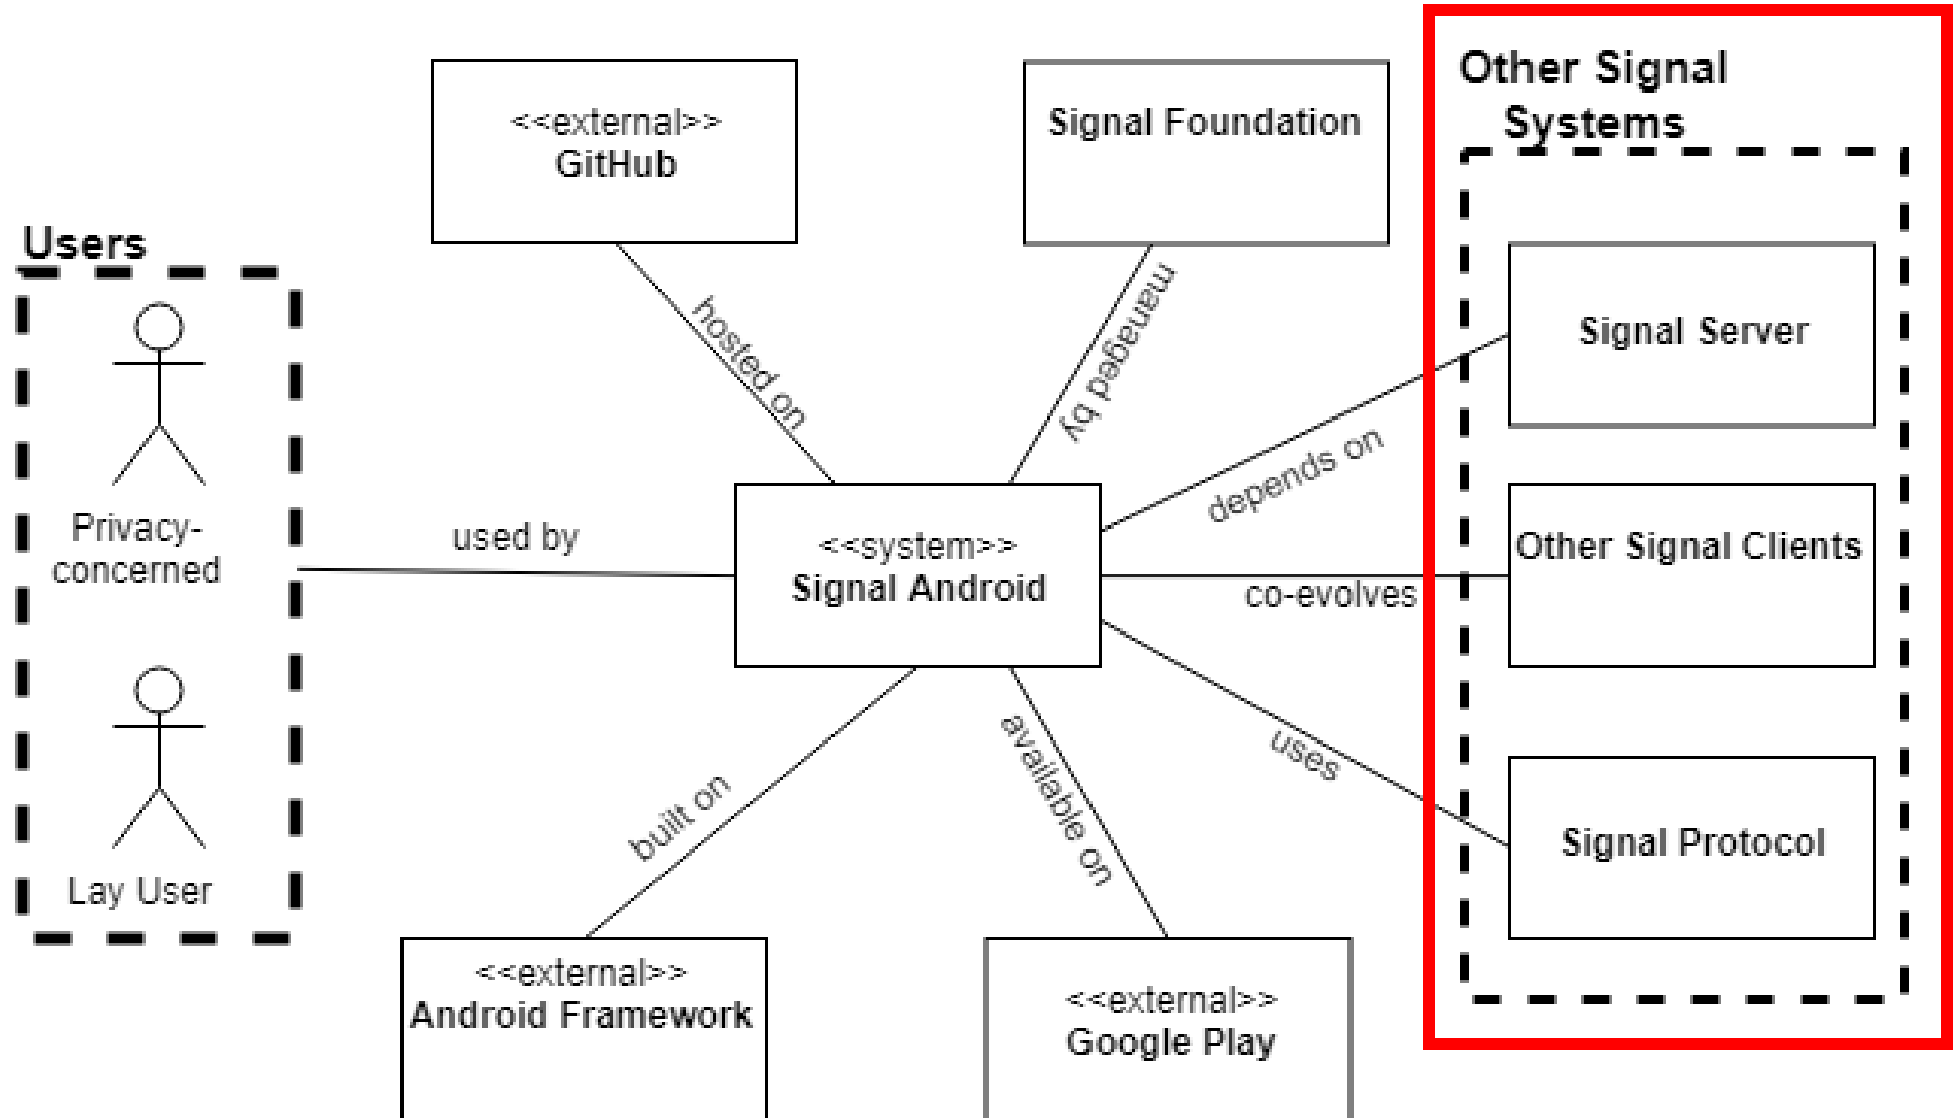 Other Signal
Systems
<<external>>
GitHub
Signal Foundation
Users
hosted on
managed by
Signal Server
depends on
Privacy-
concerned
used by
<<system>>
Signal Android
co-evolves
Other Signal Clients
uses
built on
available on
Signal Protocol
Lay User
<<external>>
Android Framework
<<external>>
Google Play